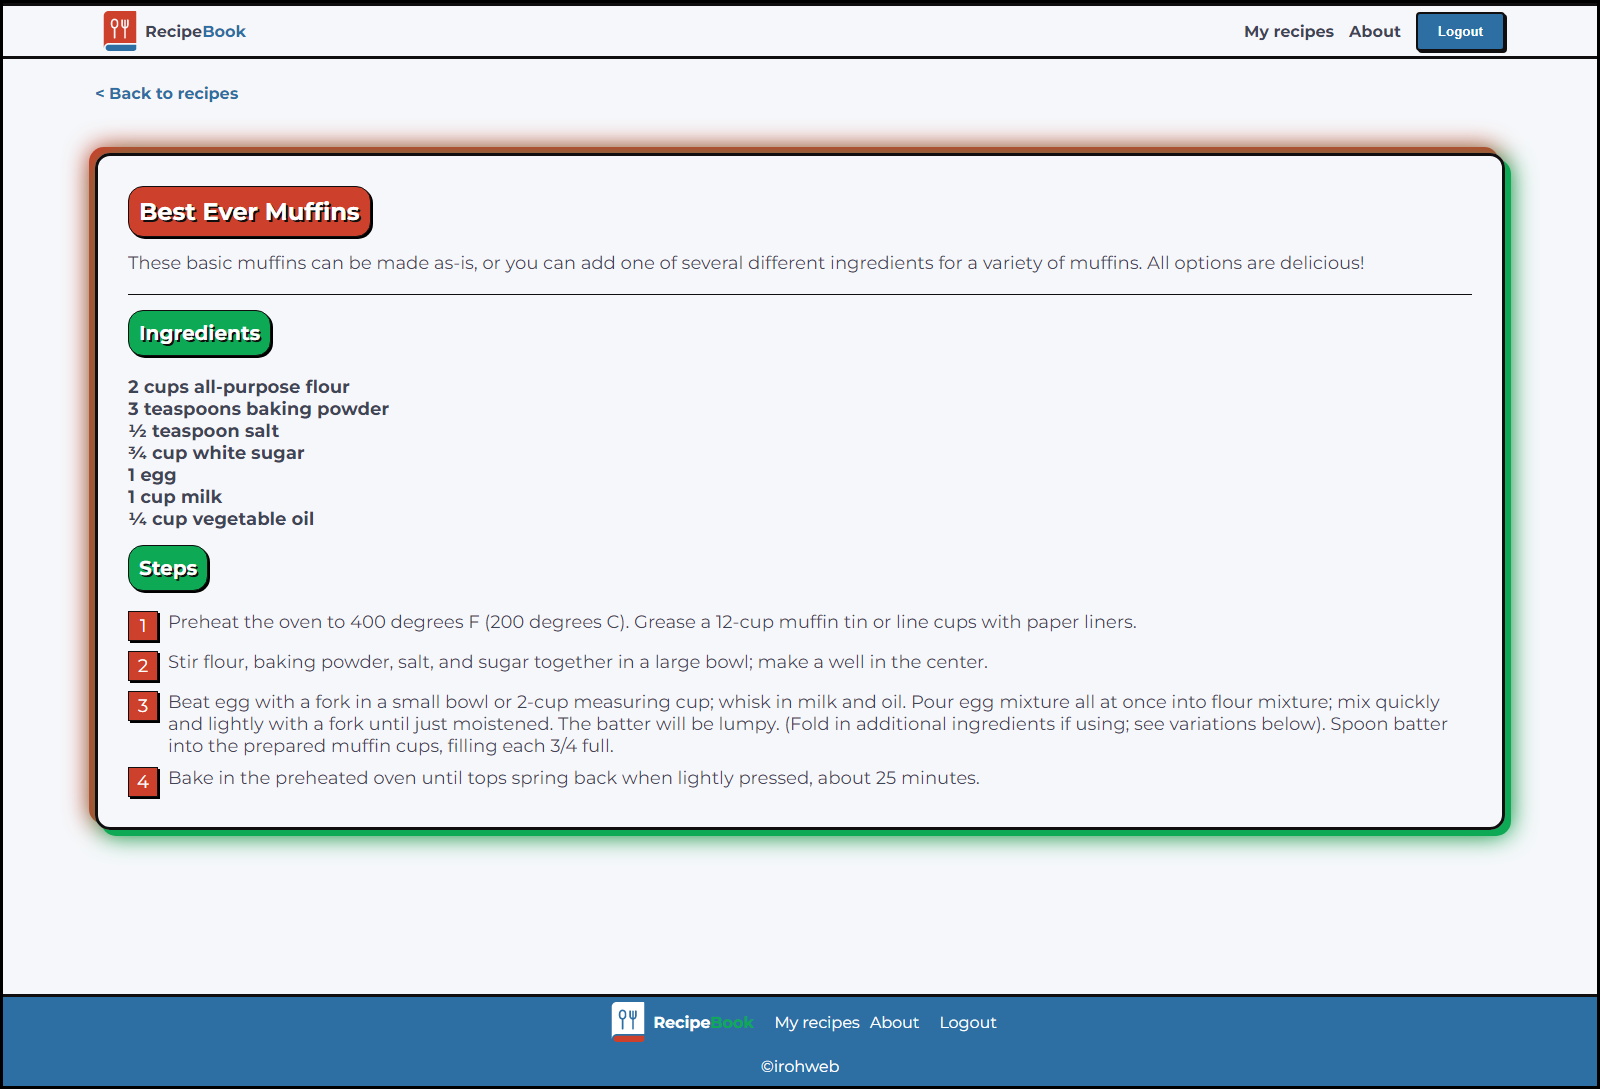 RecipeBook
My recipes About Logout
< Back to recipes
Best Ever Muffins
These basic muffins can be made as-is, or you can add one of several different ingredients for a variety of muffins. All options are delicious!
Ingredients
2 cups all-purpose flour
3 teaspoons baking powder
½ teaspoon salt
¾ cup white sugar
1 egg
1 cup milk
¼ cup vegetable oil
Steps
1 Preheat the oven to 400 degrees F (200 degrees C). Grease a 12-cup muffin tin or line cups with paper liners.
2 Stir flour, baking powder, salt, and sugar together in a large bowl; make a well in the center.
3 Beat egg with a fork in a small bowl or 2-cup measuring cup; whisk in milk and oil. Pour egg mixture all at once into flour mixture; mix quickly
and lightly with a fork until just moistened. The batter will be lumpy. (Fold in additional ingredients if using; see variations below). Spoon batter
into the prepared muffin cups, filling each 3/4 full.
4 Bake in the preheated oven until tops spring back when lightly pressed, about 25 minutes.
RecipeBook My recipes About Logout
©irohweb